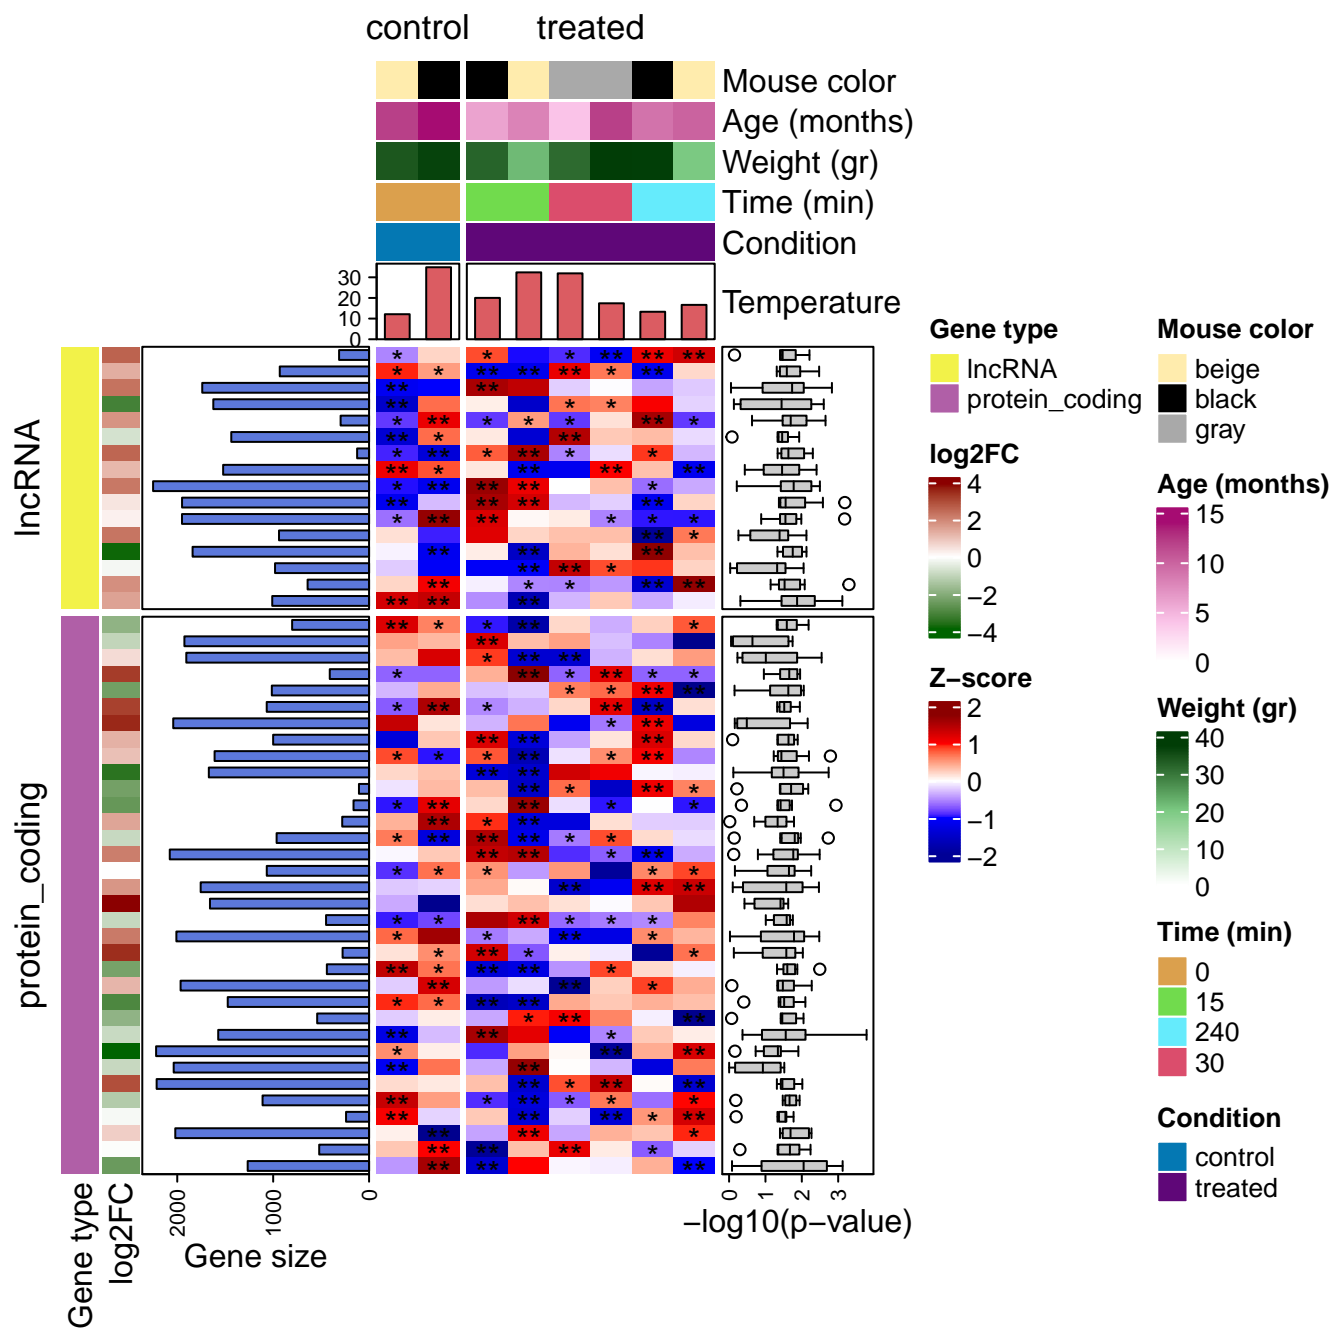 control treated
Mouse color
Age (months)
Weight (gr)
Time (min)
Condition
Temperature
30
20
10
0
lncRNA
protein_coding
Gene type
log2FC
2000 1000 0
Gene size
0 1 2 3
−log10(p−value)
Gene type
lncRNA
protein_coding
log2FC
4
2
0
−2
−4
Z−score
2
1
0
−1
−2
Mouse color
beige
black
gray
Age (months)
15
10
5
0
Weight (gr)
40
30
20
10
0
Time (min)
0
15
240
30
Condition
control
treated